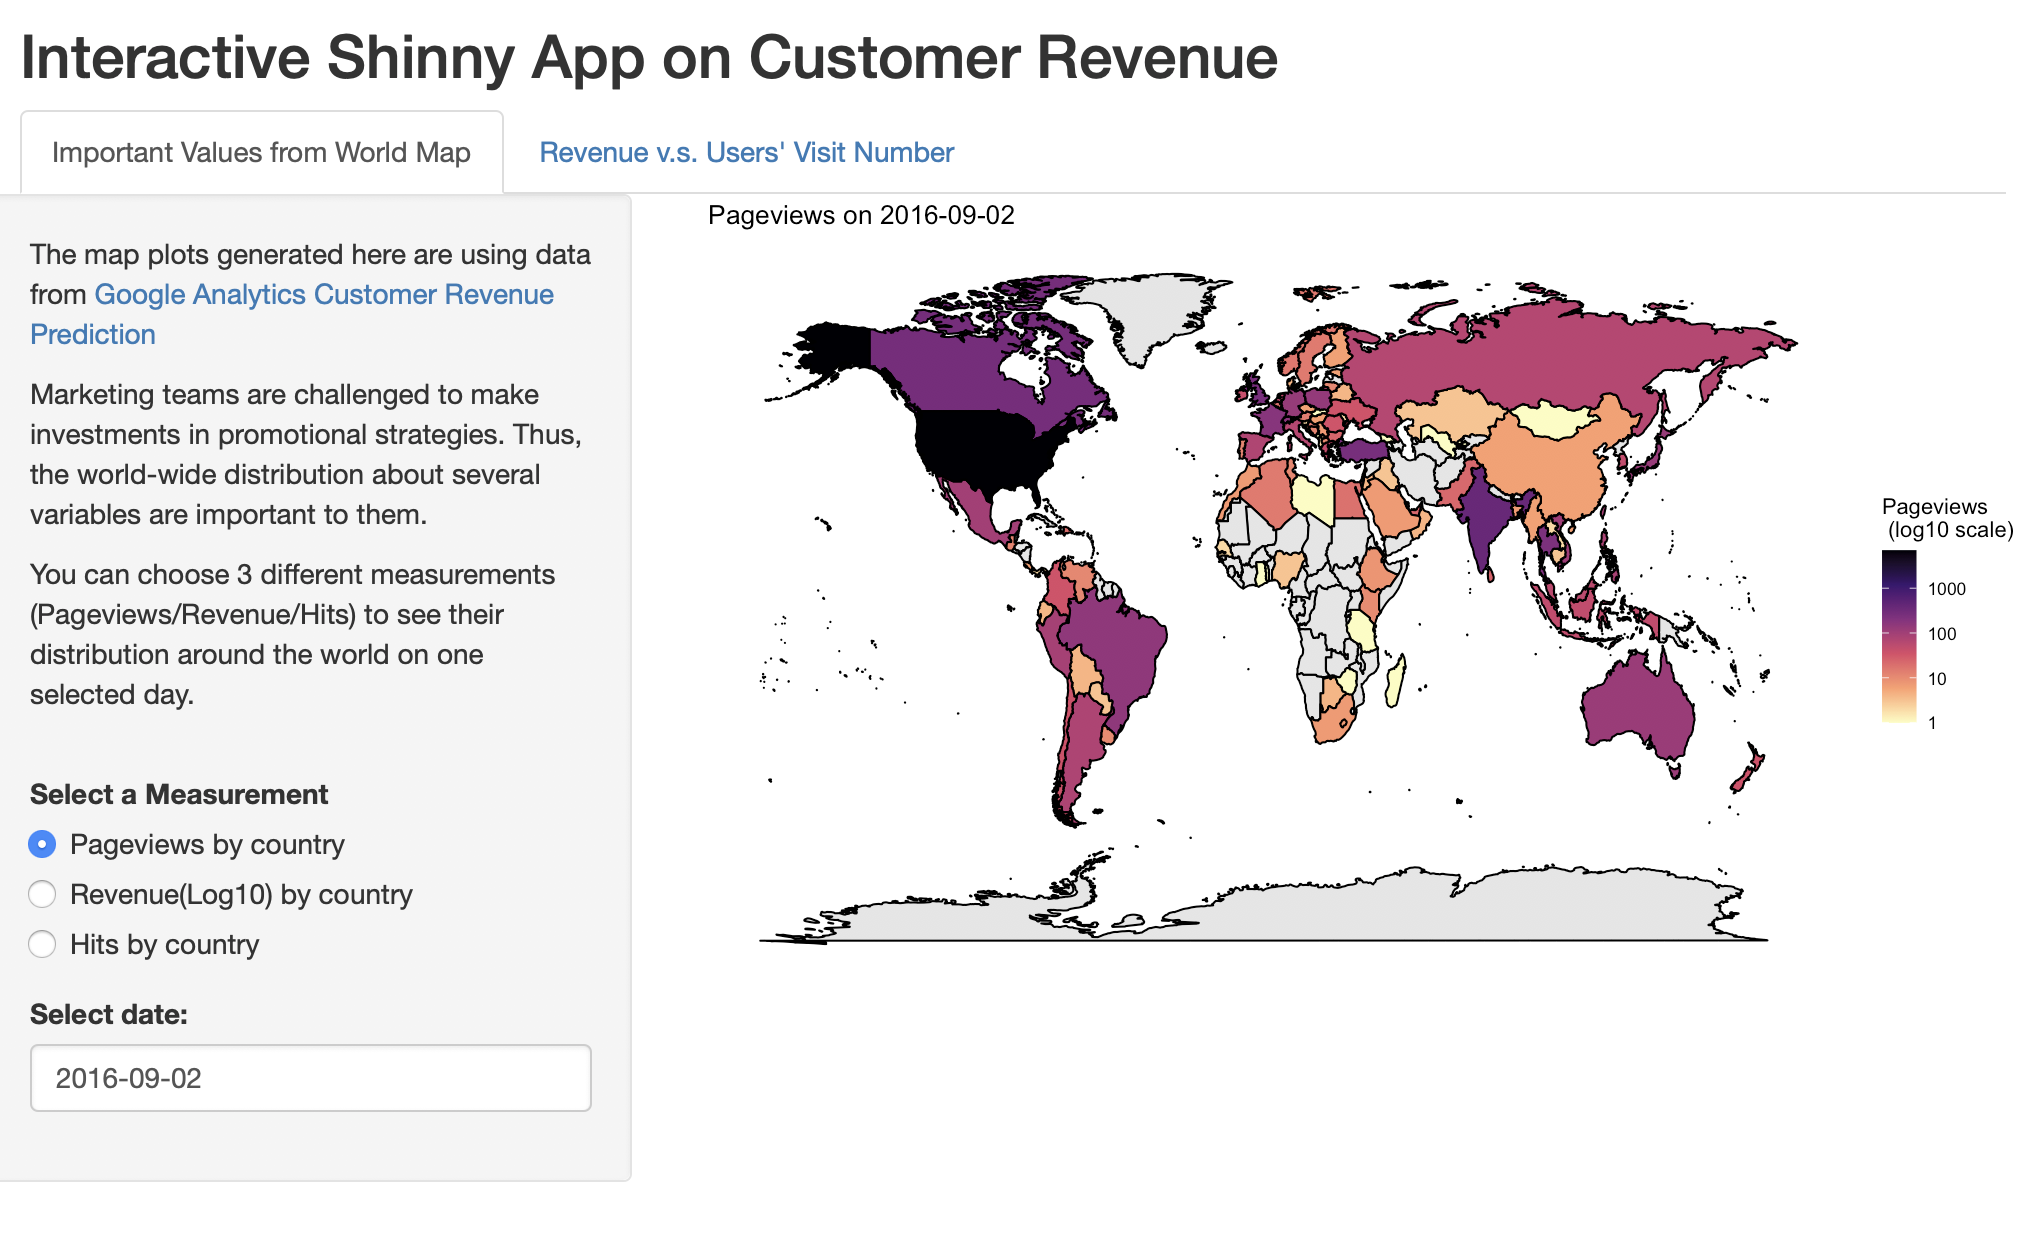 Interactive Shinny App on Customer Revenue
Important Values from World Map
Revenue v.s. Users' Visit Number
The map plots generated here are using data
from Google Analytics Customer Revenue
Prediction
Marketing teams are challenged to make
investments in promotional strategies. Thus,
the world-wide distribution about several
variables are important to them.
You can choose 3 different measurements
(Pageviews/Revenue/Hits) to see their
distribution around the world on one
selected day.
Select a Measurement
Pageviews by country
Revenue(Log10) by country
Hits by country
Select date:
2016-09-02
Pageviews on 2016-09-02
Pageviews
(log10 scale)
1000
100
10
1